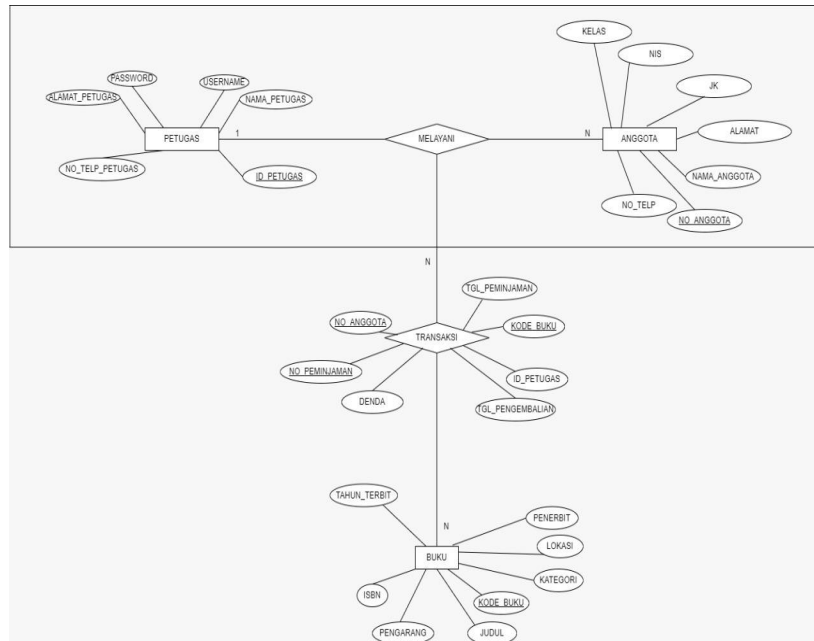 KELAS
NIS
PASSWORD
USERNAME
JK
ALAMAT_PETUGAS
NAMA_PETUGAS
PETUGAS
1
MELAYANI
N
ANGGOTA
ALAMAT
NO_TELP_PETUGAS
ID_PETUGAS
NAMA_ANGGOTA
NO_TELP
NO_ANGGOTA
N
TGL_PEMINJAMAN
NO_ANGGOTA
KODE_BUKU
TRANSAKSI
NO_PEMINJAMAN
ID_PETUGAS
DENDA
TGL_PENGEMBALIAN
TAHUN_TERBIT
N
PENERBIT
LOKASI
BUKU
KATEGORI
ISBN
KODE_BUKU
PENGARANG
JUDUL